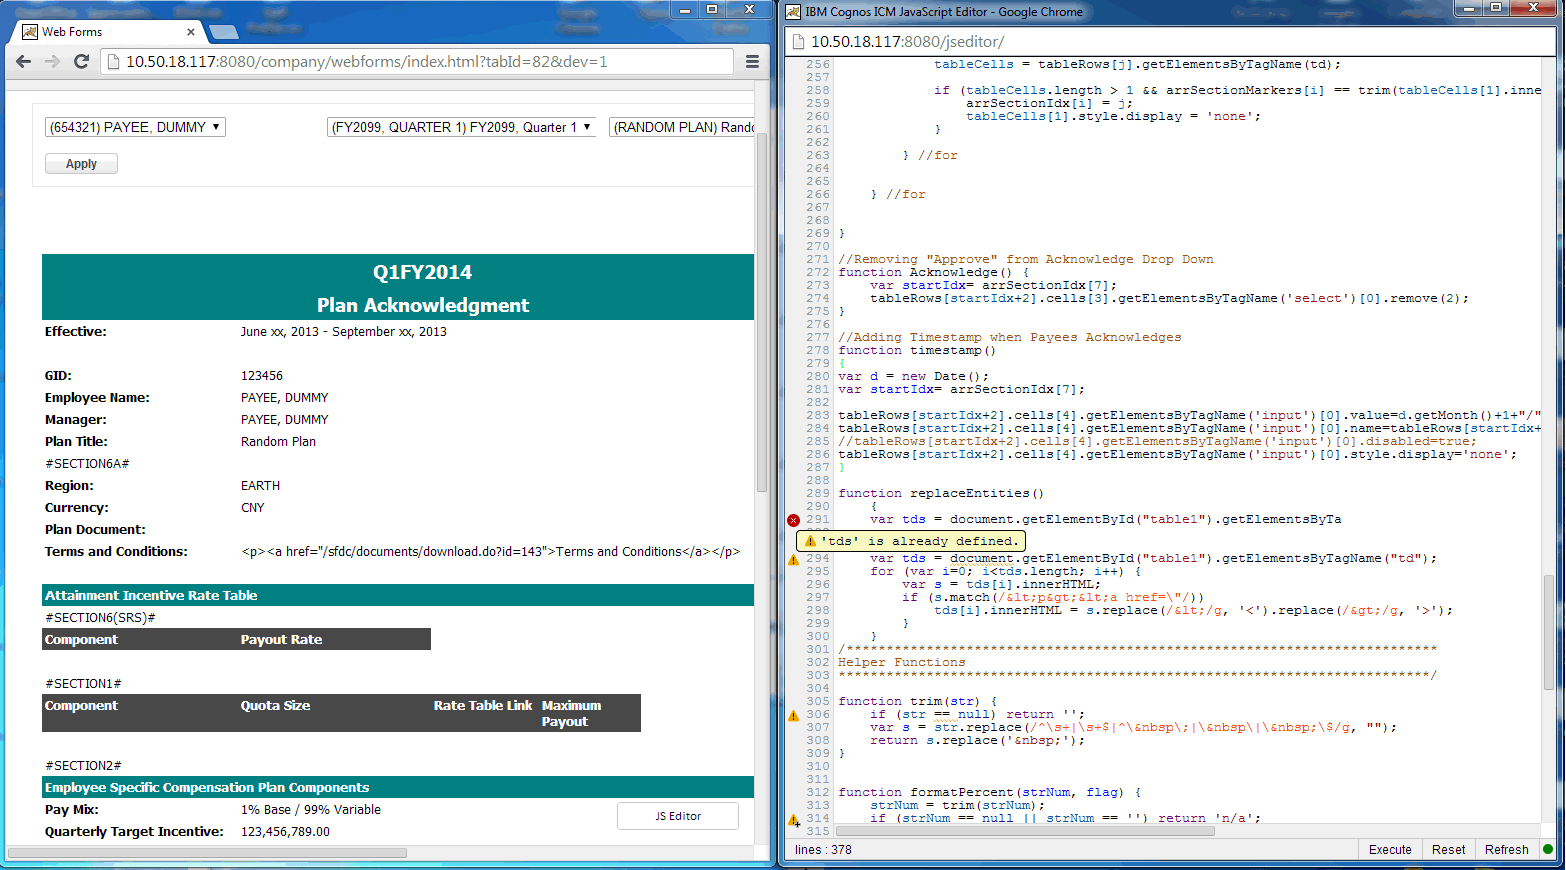 Web Forms
10.50.18.117:8080/company/webforms/index.html?tabId=82&dev=1
(654321) PAYEE, DUMMY
(FY2099, QUARTER 1) FY2099, Quarter 1
(RANDOM PLAN) Rando
Apply
Q1FY2014
Plan Acknowledgment
Effective: June xx, 2013 - September xx, 2013
GID: 123456
Employee Name: PAYEE, DUMMY
Manager: PAYEE, DUMMY
Plan Title: Random Plan
#SECTION6A#
Region: EARTH
Currency: CNY
Plan Document:
Terms and Conditions: <p><a href="/sfdc/documents/download.do?id=143">Terms and Conditions</a></p>
Attainment Incentive Rate Table
#SECTION6(SRS)#
Component Payout Rate
#SECTION1#
Component Quota Size Rate Table Link Maximum
Payout
#SECTION2#
Employee Specific Compensation Plan Components
Pay Mix: 1% Base / 99% Variable
JS Editor
Quarterly Target Incentive: 123,456,789.00
IBM Cognos ICM JavaScript Editor - Google Chrome
10.50.18.117:8080/jseditor/
256 tableCells = tableRows[j].getElementsByTagName(td);
257
258 if (tableCells.length > 1 && arrSectionMarkers[i] == trim(tableCells[1].inne
259 arrSectionIdx[i] = j;
260 tableCells[1].style.display = 'none';
261 }
262
263 } //for
264
265
266 } //for
267
268
269 }
270
271 //Removing "Approve" from Acknowledge Drop Down
272 function Acknowledge() {
273 var startIdx= arrSectionIdx[7];
274 tableRows[startIdx+2].cells[3].getElementsByTagName('select')[0].remove(2);
275 }
276
277 //Adding Timestamp when Payees Acknowledges
278 function timestamp()
279 {
280 var d = new Date();
281 var startIdx= arrSectionIdx[7];
282
283 tableRows[startIdx+2].cells[4].getElementsByTagName('input')[0].value=d.getMonth()+1+"/"
284 tableRows[startIdx+2].cells[4].getElementsByTagName('input')[0].name=tableRows[startIdx+
285 //tableRows[startIdx+2].cells[4].getElementsByTagName('input')[0].disabled=true;
286 tableRows[startIdx+2].cells[4].getElementsByTagName('input')[0].style.display='none';
287 }
288
289 function replaceEntities()
290 {
291 var tds = document.getElementById("table1").getElementsByTa
'tds' is already defined.
294 var tds = document.getElementById("table1").getElementsByTagName("td");
295 for (var i=0; i<tds.length; i++) {
296 var s = tds[i].innerHTML;
297 if (s.match(/&lt;p&gt;&lt;a href=\"/))
298 tds[i].innerHTML = s.replace(/&lt;/g, '<').replace(/&gt;/g, '>');
299 }
300 }
301 /**************************************************************************
302 Helper Functions
303 **************************************************************************/
304
305 function trim(str) {
306 if (str == null) return '';
307 var s = str.replace(/^\s+|\s+$|^\&nbsp\;|\&nbsp\|\&nbsp;\$/g, "");
308 return s.replace('&nbsp;');
309 }
310
311
312 function formatPercent(strNum, flag) {
313 strNum = trim(strNum);
314 if (strNum == null || strNum == '') return 'n/a';
315
lines : 378
Execute
Reset
Refresh